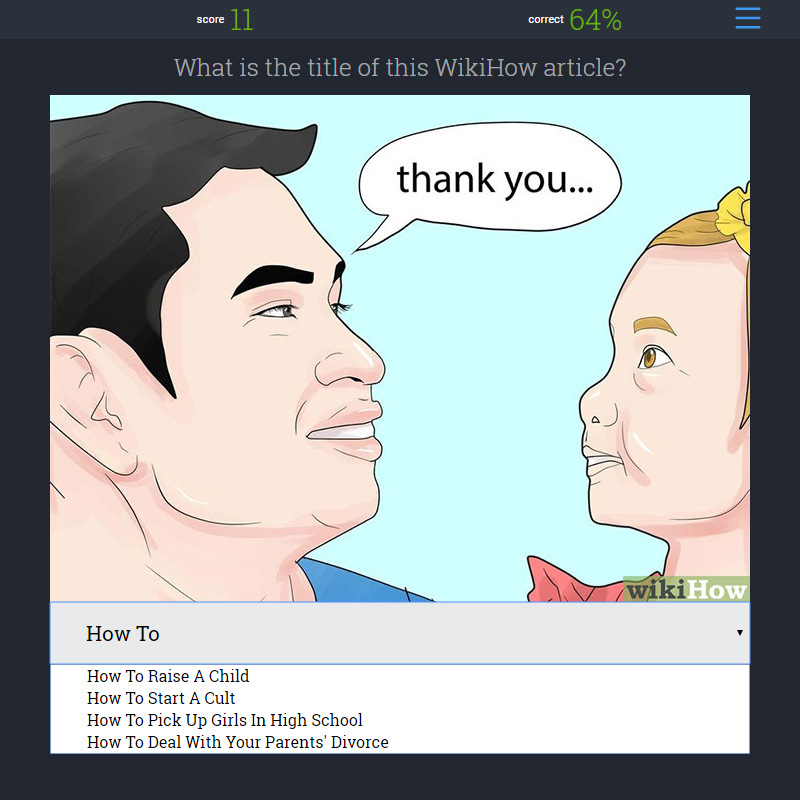 score 11 correct 64%
What is the title of this WikiHow article?
thank you...
wikiHow
How To
How To Raise A Child
How To Start A Cult
How To Pick Up Girls In High School
How To Deal With Your Parents' Divorce